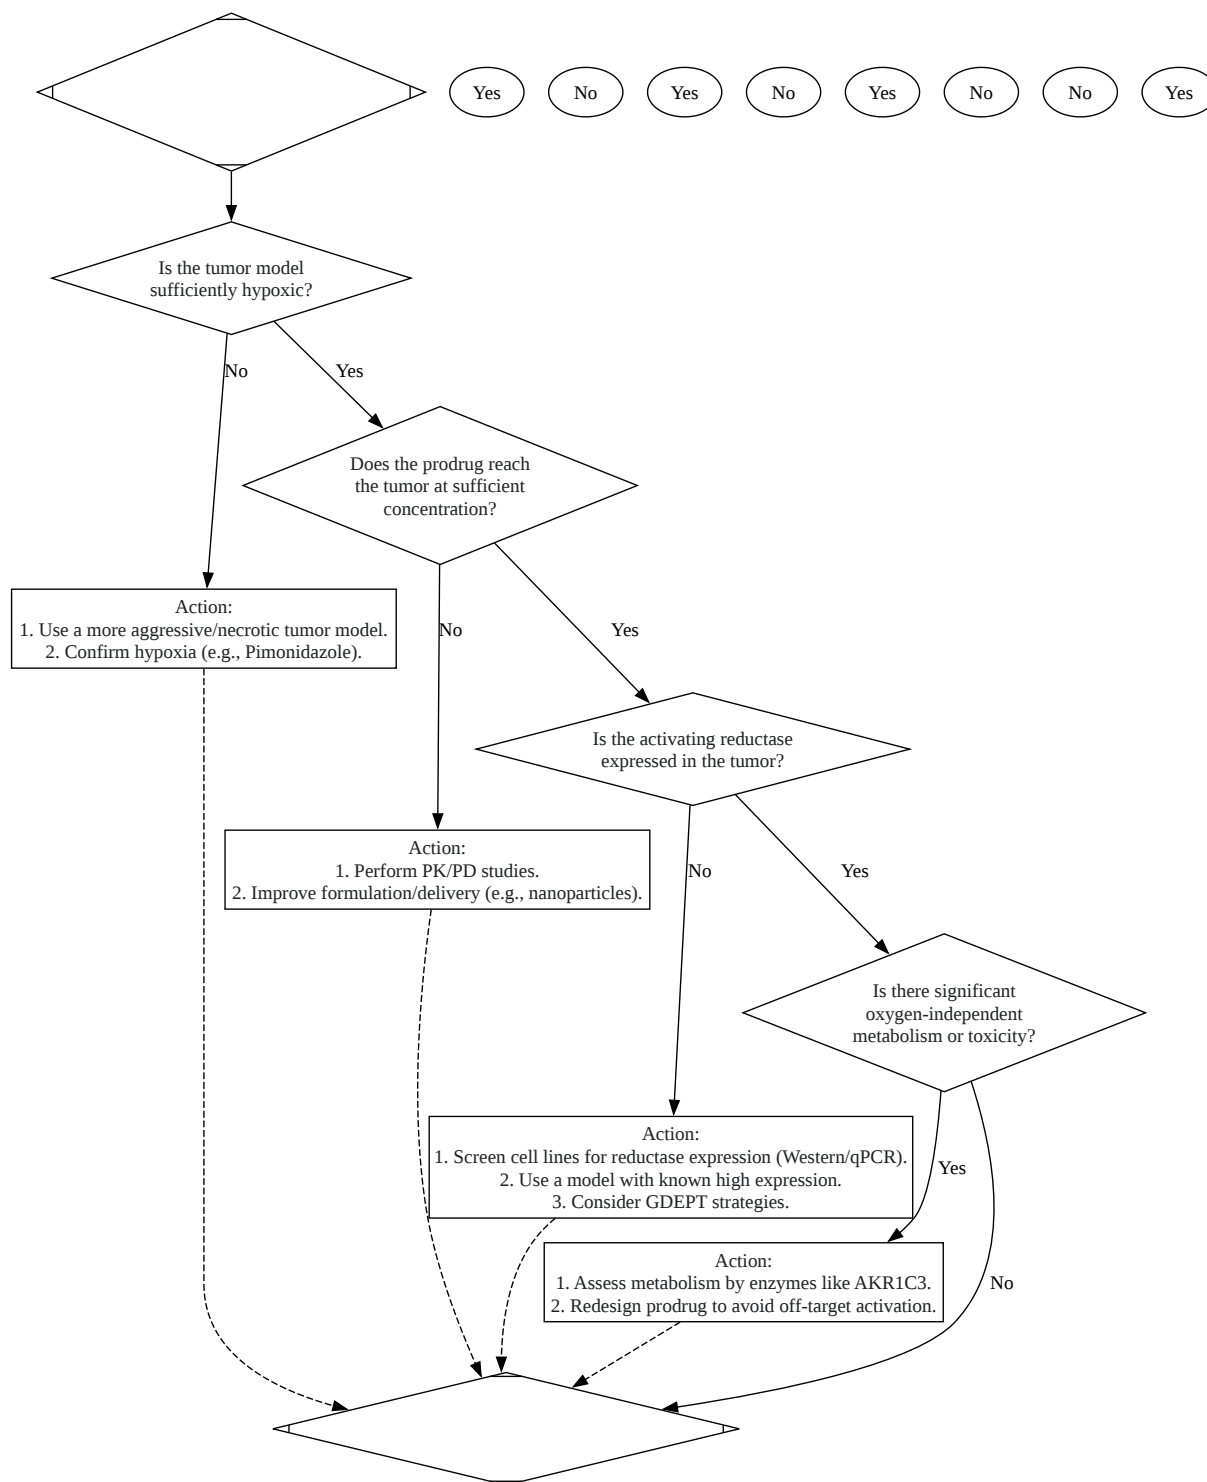 Yes
No
Yes
No
Yes
No
No
Yes
Is the tumor model
sufficiently hypoxic?
No
Yes
Does the prodrug reach
the tumor at sufficient
concentration?
Action:
1. Use a more aggressive/necrotic tumor model.
2. Confirm hypoxia (e.g., Pimonidazole).
No
Yes
Is the activating reductase
expressed in the tumor?
Action:
1. Perform PK/PD studies.
2. Improve formulation/delivery (e.g., nanoparticles).
No
Yes
Is there significant
oxygen-independent
metabolism or toxicity?
Action:
1. Screen cell lines for reductase expression (Western/qPCR).
2. Use a model with known high expression.
3. Consider GDEPT strategies.
Yes
Action:
1. Assess metabolism by enzymes like AKR1C3.
2. Redesign prodrug to avoid off-target activation.
No